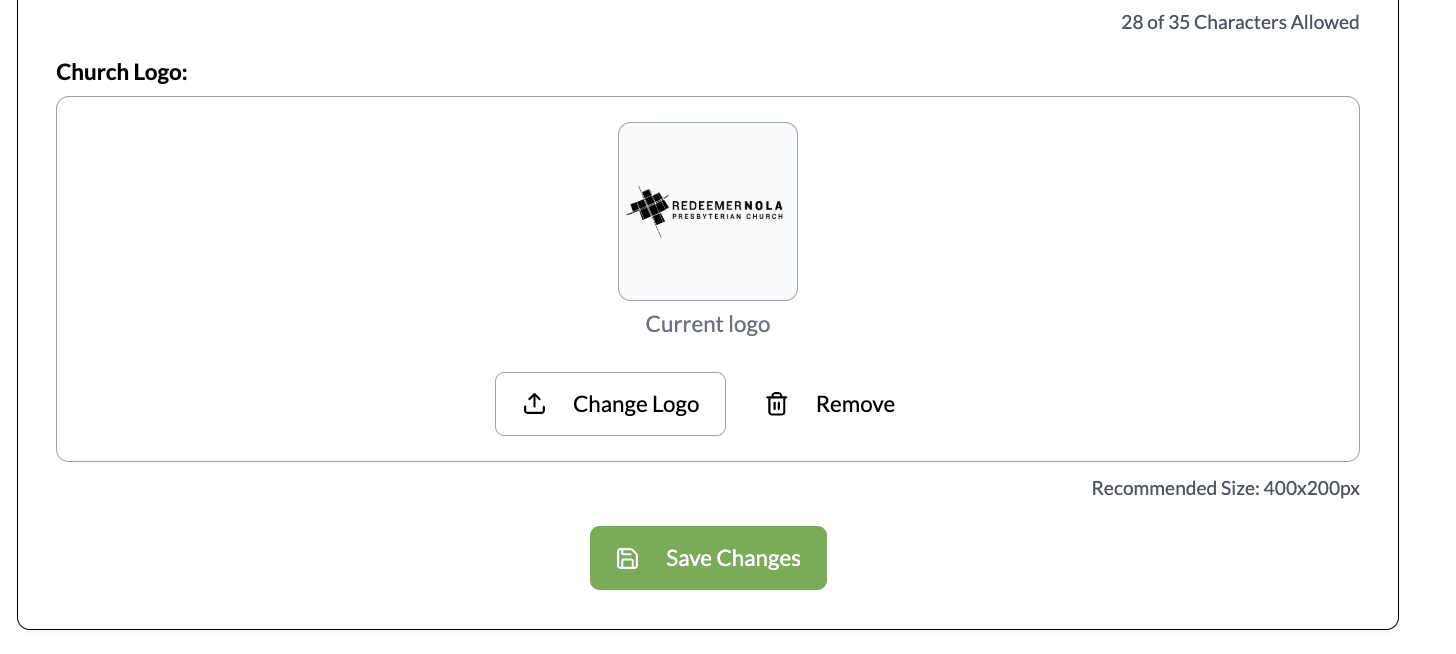 28 of 35 Characters Allowed
Church Logo:
REDEEMERNOLA
PRESBYTERIAN CHURCH
Current logo
Change Logo
Remove
Recommended Size: 400x200px
Save Changes